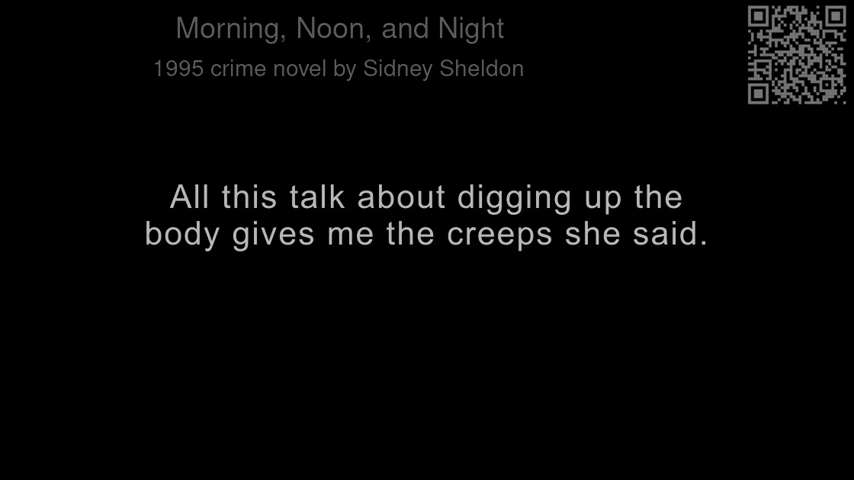 Morning, Noon, and Night
1995 crime novel by Sidney Sheldon
All this talk about digging up the
body gives me the creeps she said.